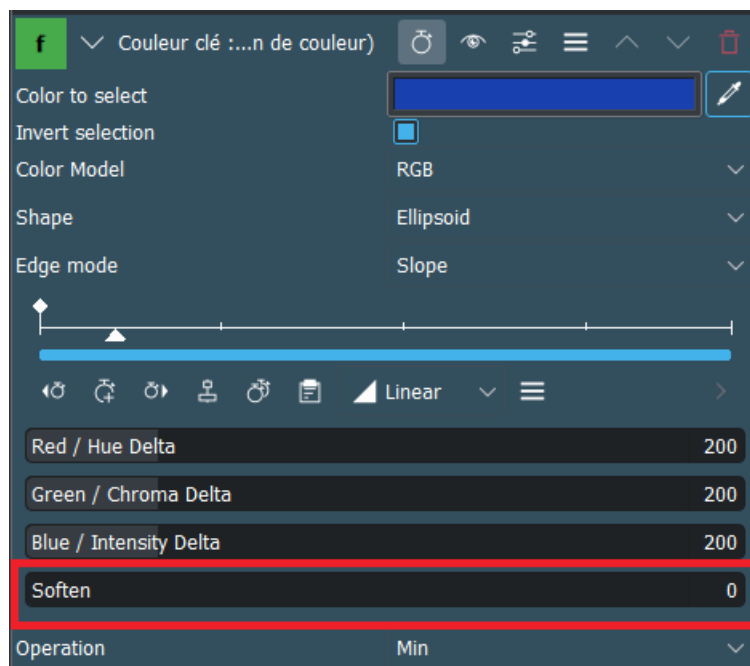 f Couleur clé :...n de couleur)
Color to select
Invert selection
Color Model RGB
Shape Ellipsoid
Edge mode Slope
Linear
Red / Hue Delta 200
Green / Chroma Delta 200
Blue / Intensity Delta 200
Soften 0
Operation Min